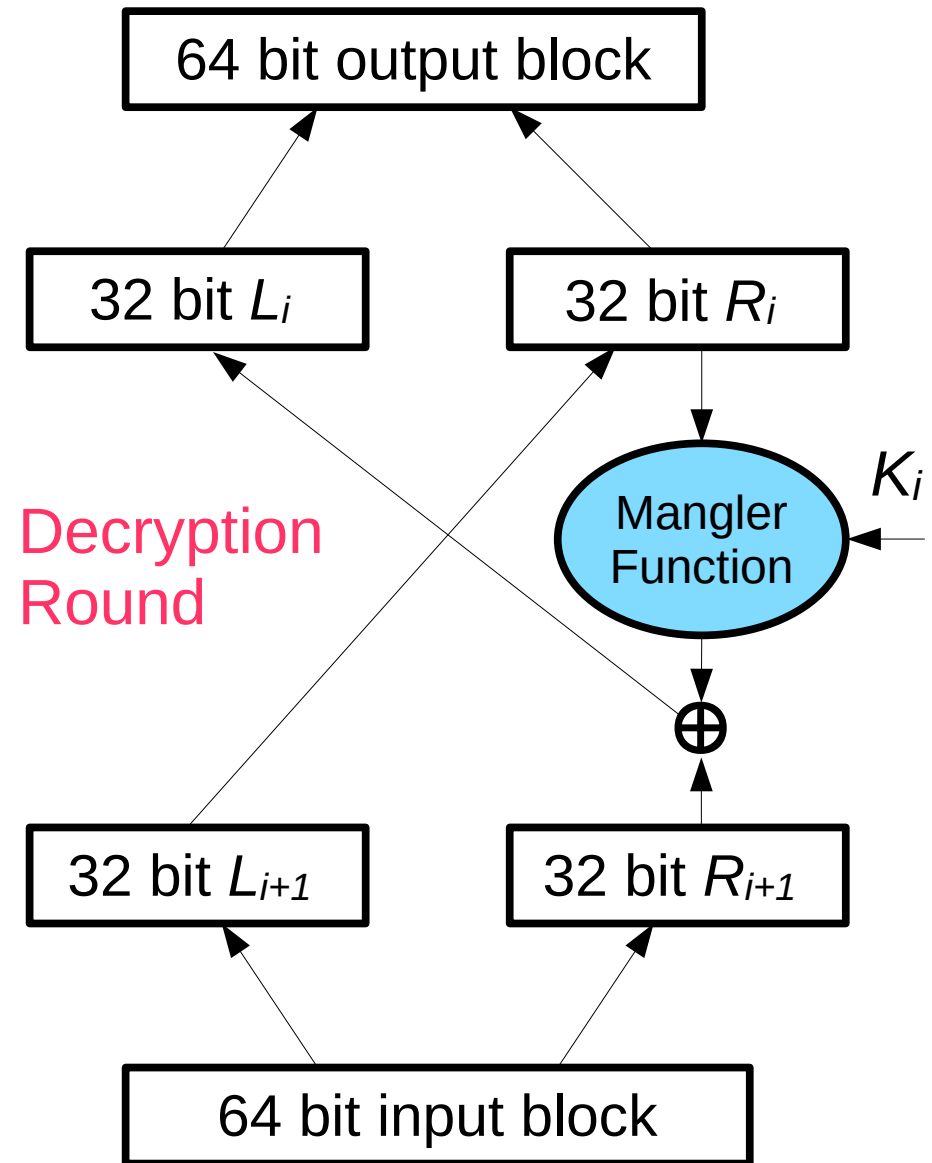 64 bit output block
32 bit Li
32 bit Ri
Ki
Mangler
Function
Decryption
Round
⊕
32 bit Li+1
32 bit Ri+1
64 bit input block